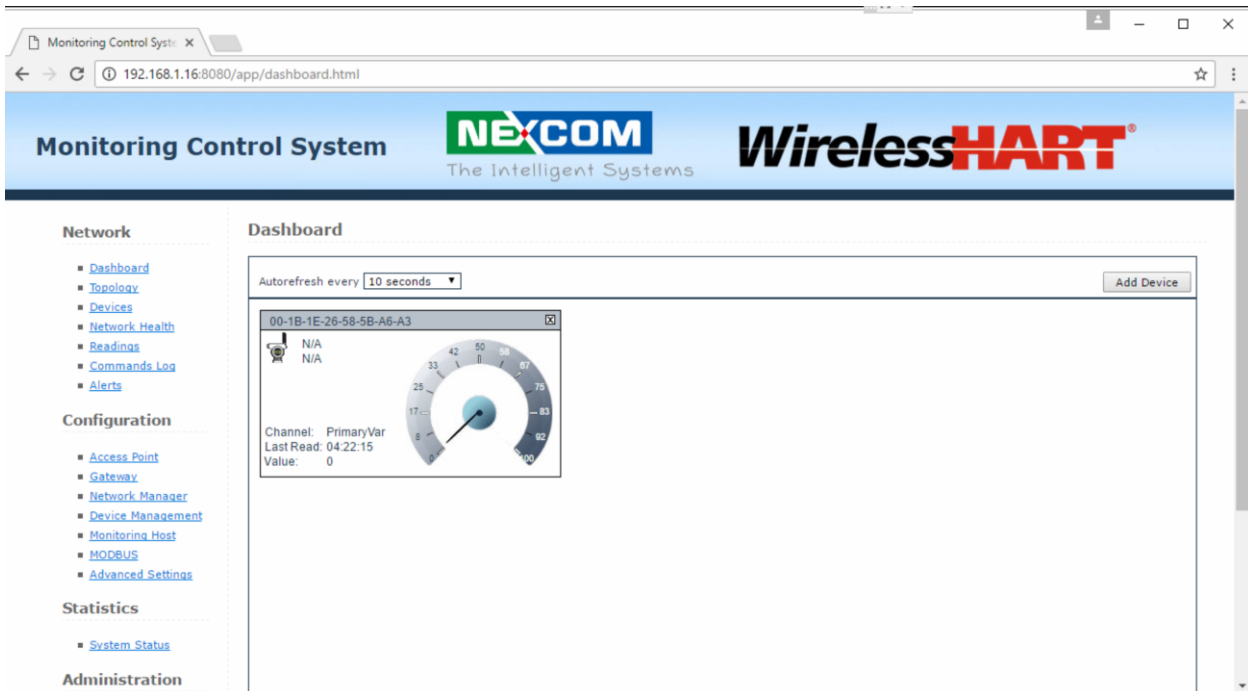 Monitoring Control Syste
192.168.1.16:8080/app/dashboard.html
Monitoring Control System
NEXCOM
The Intelligent Systems
WirelessHART®
Network
Dashboard
Topology
Devices
Network Health
Readings
Commands Log
Alerts
Configuration
Access Point
Gateway
Network Manager
Device Management
Monitoring Host
MODBUS
Advanced Settings
Statistics
System Status
Administration
Dashboard
Autorefresh every 10 seconds
Add Device
00-1B-1E-26-58-5B-A6-A3
N/A
N/A
0
8
17
25
33
42
50
58
67
75
83
92
100
Channel: PrimaryVar
Last Read: 04:22:15
Value: 0